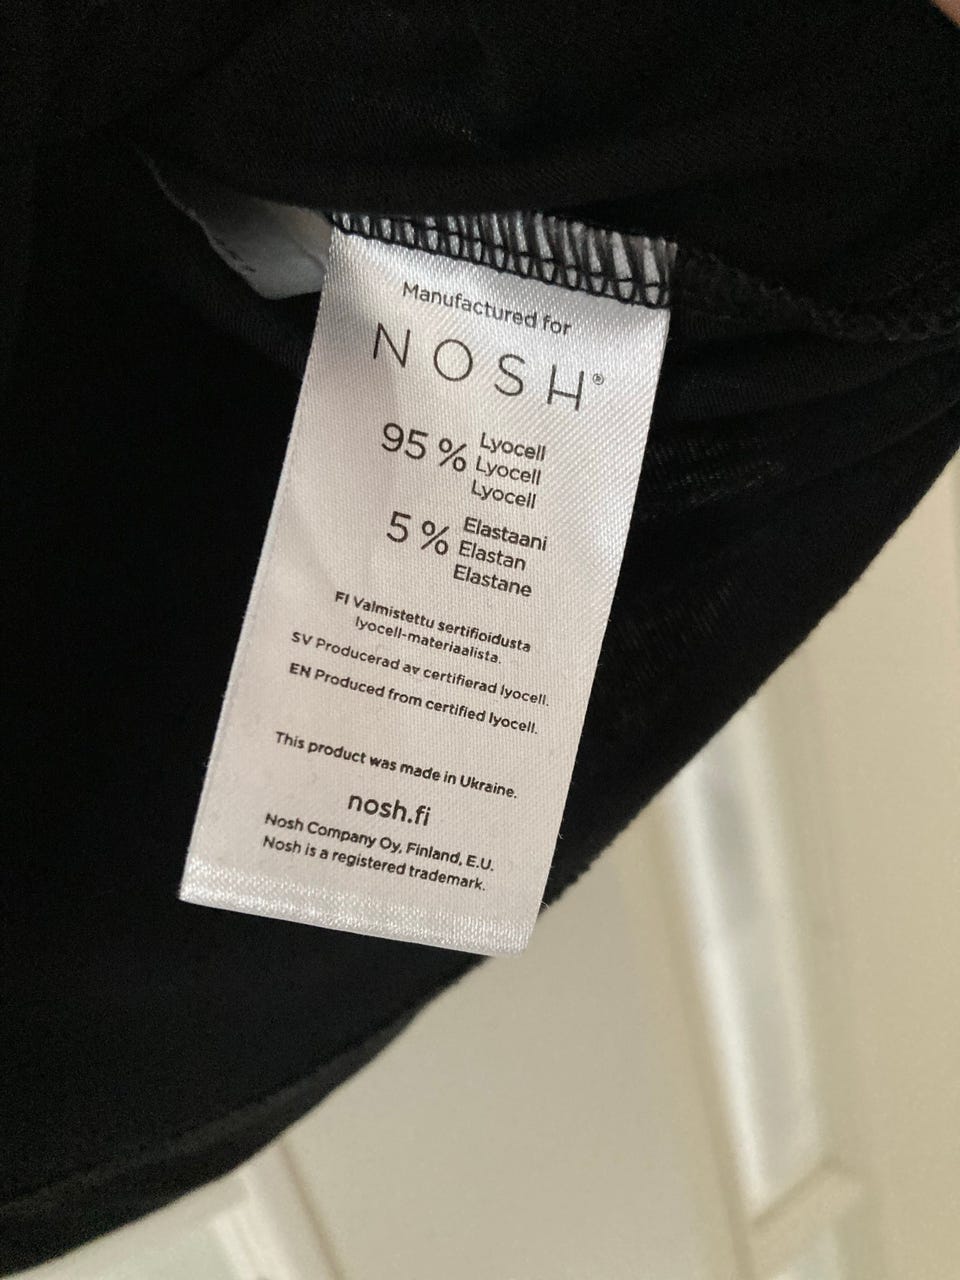 Manufactured for
NOSH®
95 % Lyocell
Lyocell
Lyocell
5 % Elastaani
Elastan
Elastane
FI Valmistettu sertifioidusta
lyocell-materiaalista.
SV Producerad av certifierad lyocell.
EN Produced from certified lyocell.
This product was made in Ukraine.
nosh.fi
Nosh Company Oy, Finland, E.U.
Nosh is a registered trademark.